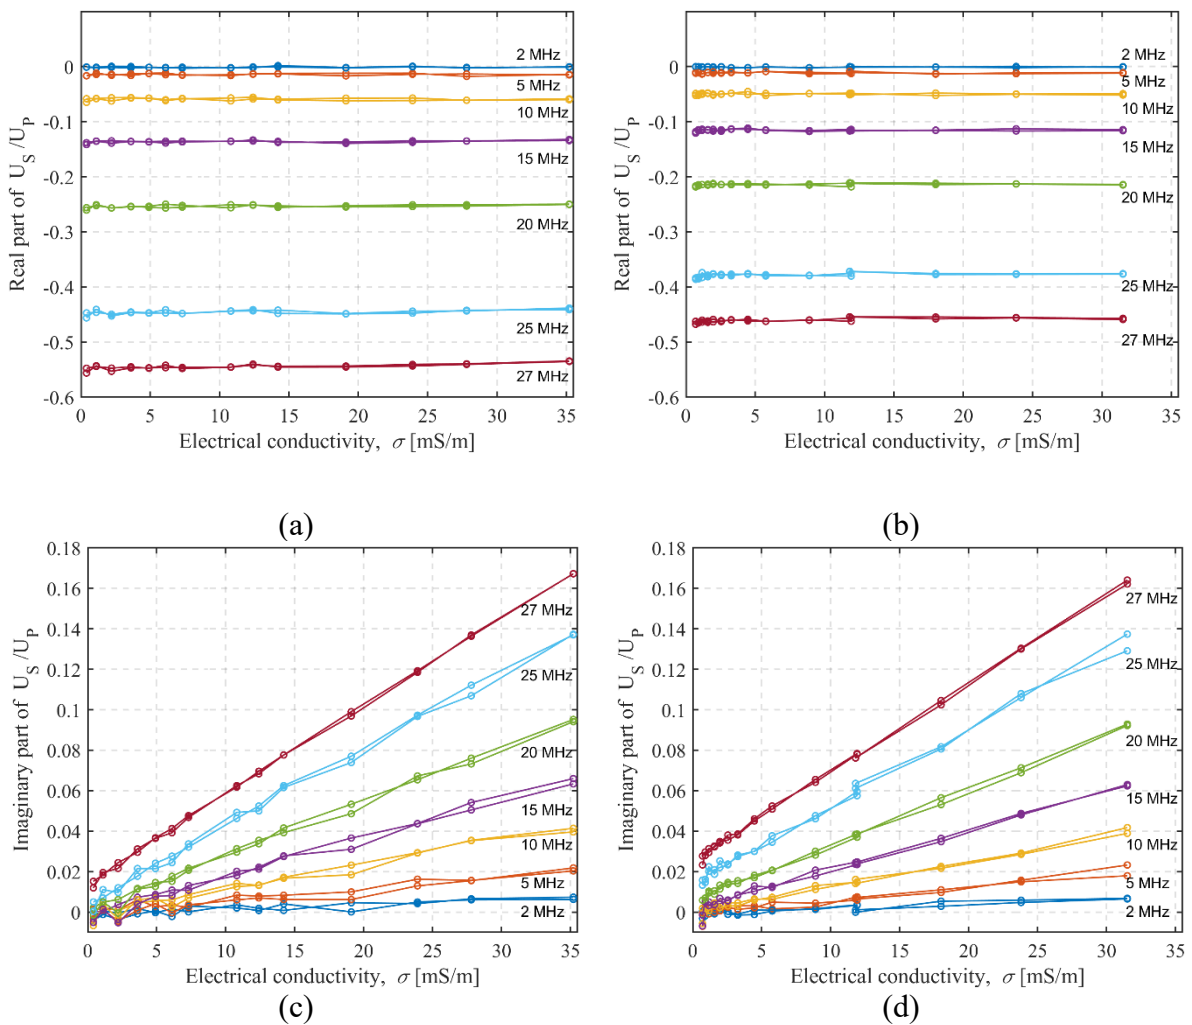 0
-0.1
-0.2
-0.3
-0.4
-0.5
-0.6
Real part of U_S /U_P
2 MHz
5 MHz
10 MHz
15 MHz
20 MHz
25 MHz
27 MHz
0 5 10 15 20 25 30 35
Electrical conductivity, σ [mS/m]
(a)
0
-0.1
-0.2
-0.3
-0.4
-0.5
-0.6
Real part of U_S /U_P
2 MHz
5 MHz
10 MHz
15 MHz
20 MHz
25 MHz
27 MHz
0 5 10 15 20 25 30 35
Electrical conductivity, σ [mS/m]
(b)
0.18
0.16
0.14
0.12
0.1
0.08
0.06
0.04
0.02
0
Imaginary part of U_S /U_P
27 MHz
25 MHz
20 MHz
15 MHz
10 MHz
5 MHz
2 MHz
0 5 10 15 20 25 30 35
Electrical conductivity, σ [mS/m]
(c)
0.18
0.16
0.14
0.12
0.1
0.08
0.06
0.04
0.02
0
Imaginary part of U_S /U_P
27 MHz
25 MHz
20 MHz
15 MHz
10 MHz
5 MHz
2 MHz
0 5 10 15 20 25 30 35
Electrical conductivity, σ [mS/m]
(d)